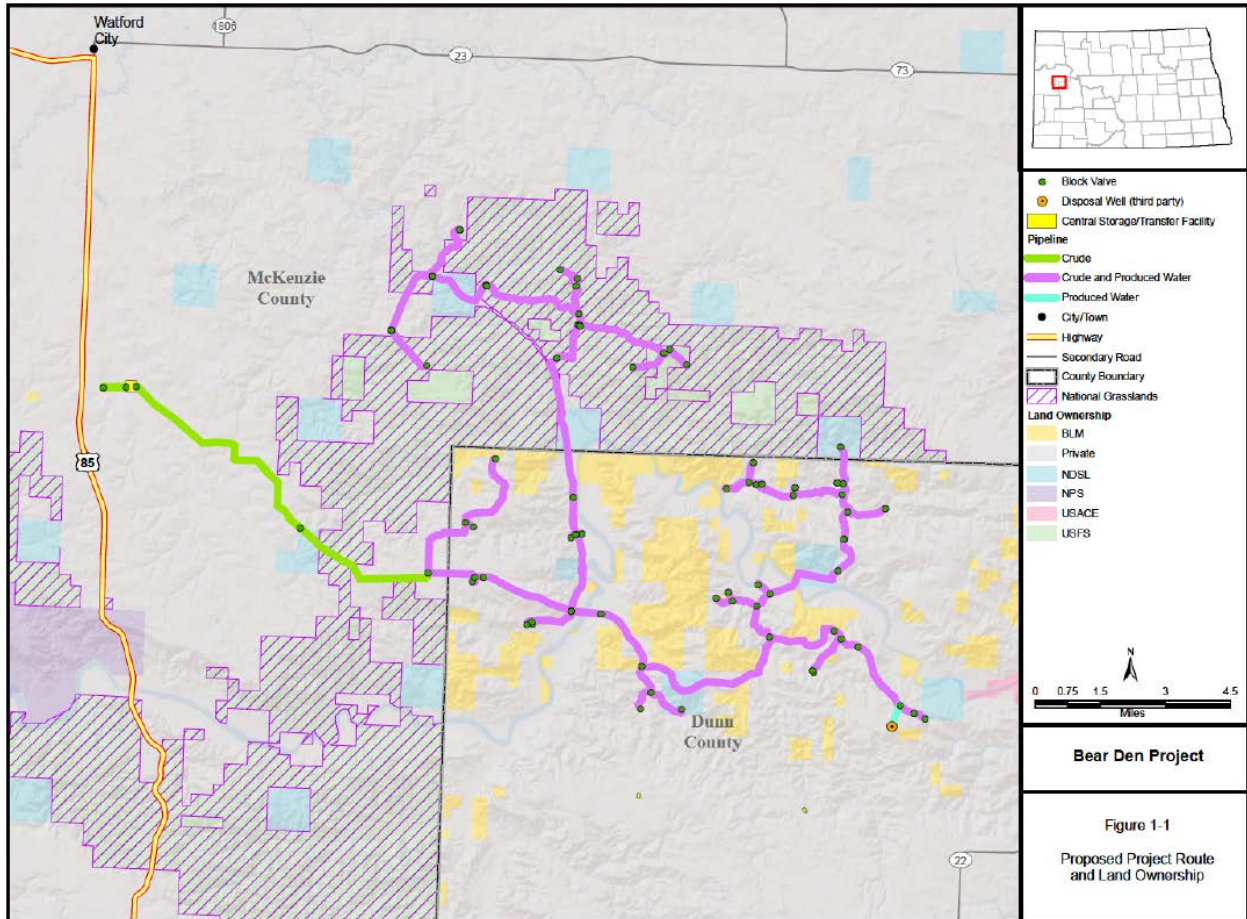 Watford
City
1806
23
73
McKenzie
County
85
Dunn
County
22
Block Valve
Disposal Well (third party)
Central Storage/Transfer Facility
Pipeline
Crude
Crude and Produced Water
Produced Water
City/Town
Highway
Secondary Road
County Boundary
National Grasslands
Land Ownership
BLM
Private
NDSL
NPS
USACE
USFS
N
0 0.75 1.5 3 4.5
Miles
Bear Den Project
Figure 1-1
Proposed Project Route
and Land Ownership